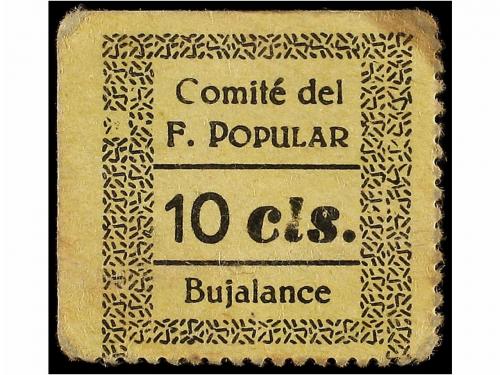 Comité del
F. POPULAR
10 cts.
Bujalance